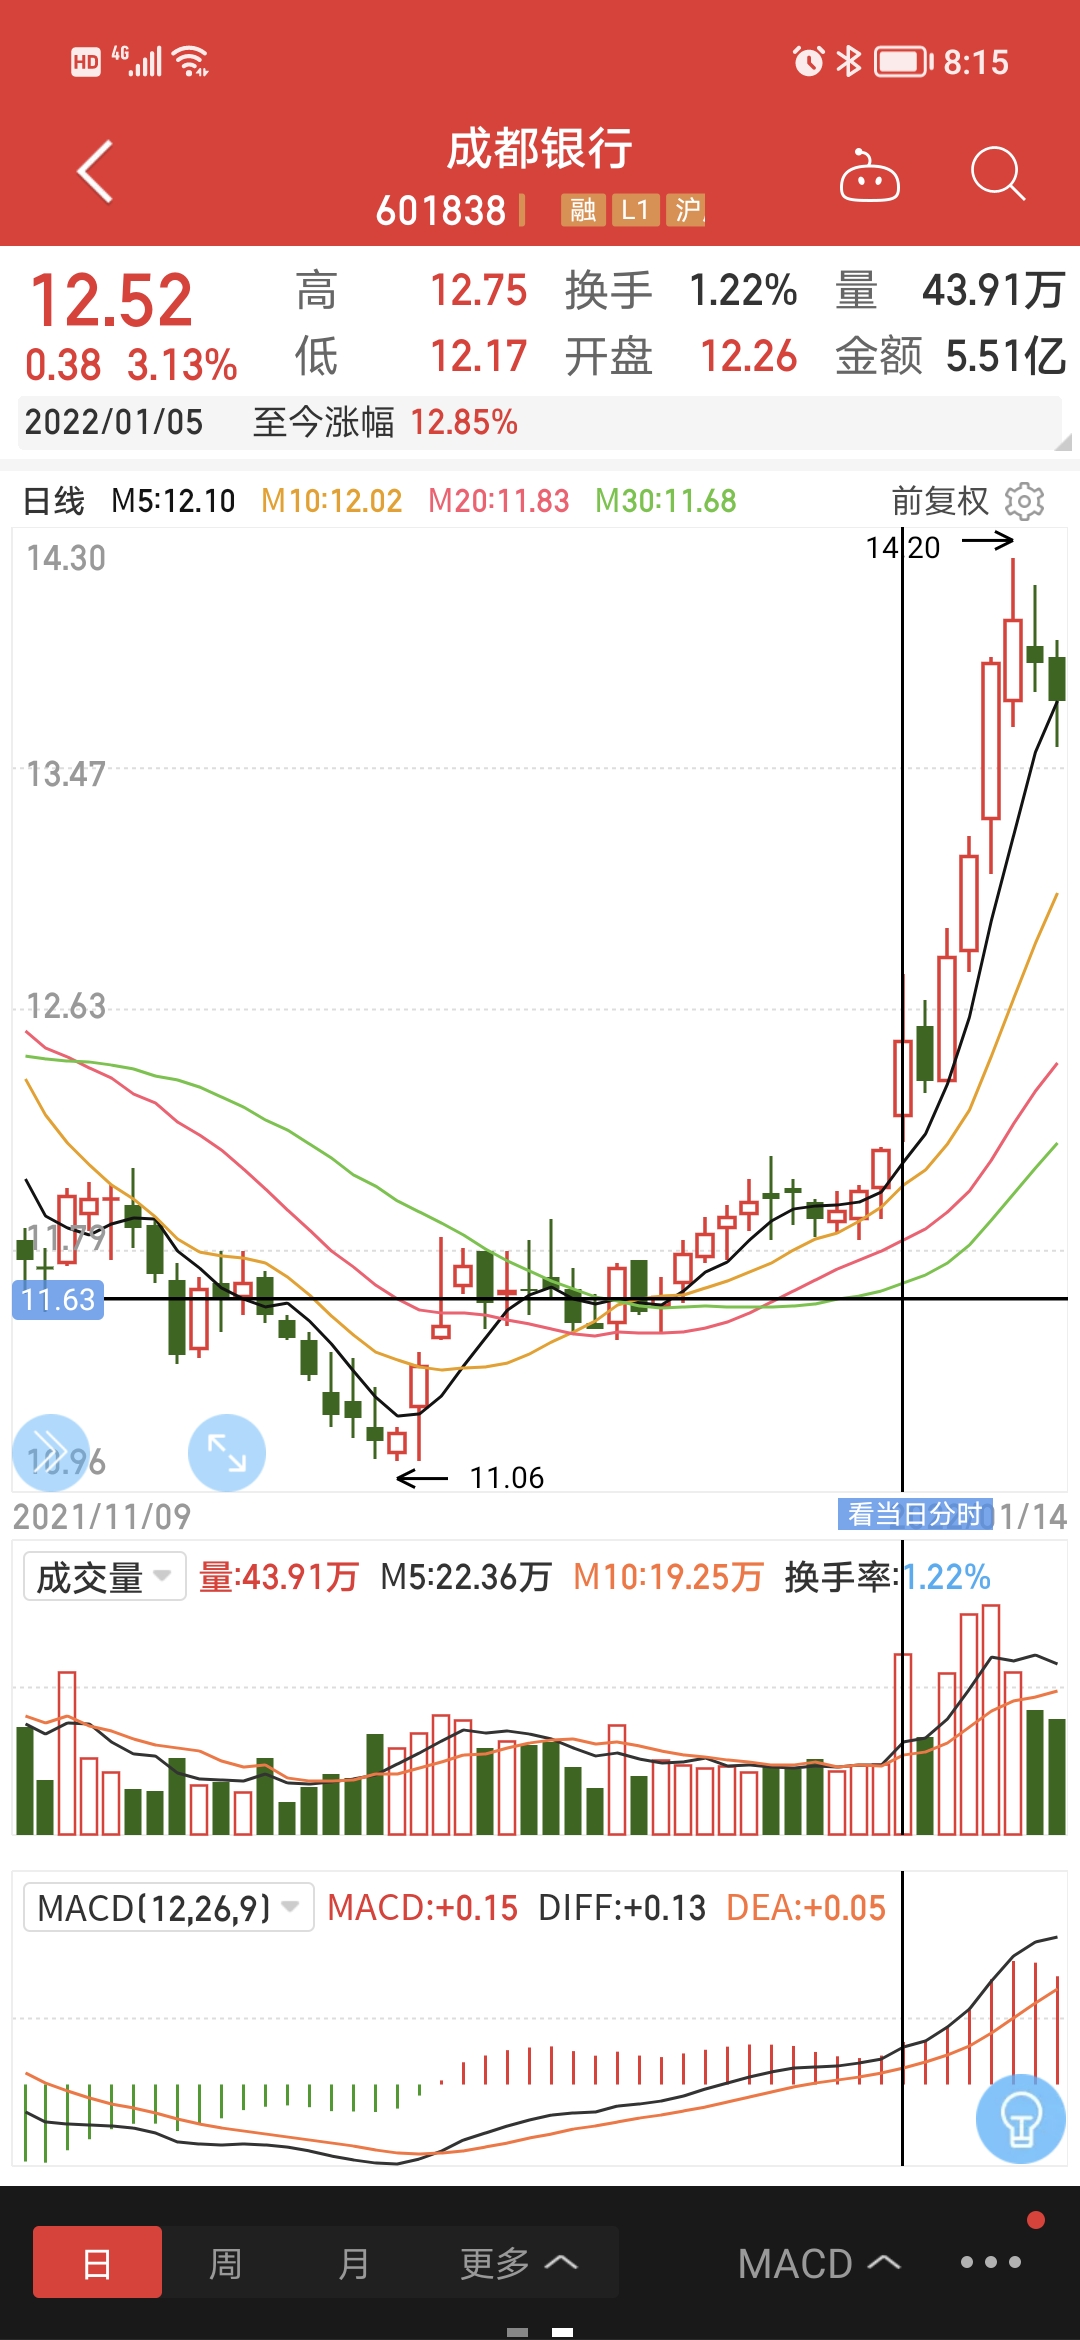 HD 4G 8:15
成都银行
601838 融 L1 沪
12.52 高 12.75 换手 1.22% 量 43.91万
0.38 3.13% 低 12.17 开盘 12.26 金额 5.51亿
2022/01/05 至今涨幅 12.85%
日线 M5:12.10 M10:12.02 M20:11.83 M30:11.68 前复权
14.30
14.20
13.47
12.63
11.79
11.63
10.96
11.06
2021/11/09 看当日分时 01/14
成交量 量:43.91万 M5:22.36万 M10:19.25万 换手率:1.22%
MACD(12,26,9) MACD:+0.15 DIFF:+0.13 DEA:+0.05
日 周 月 更多 MACD